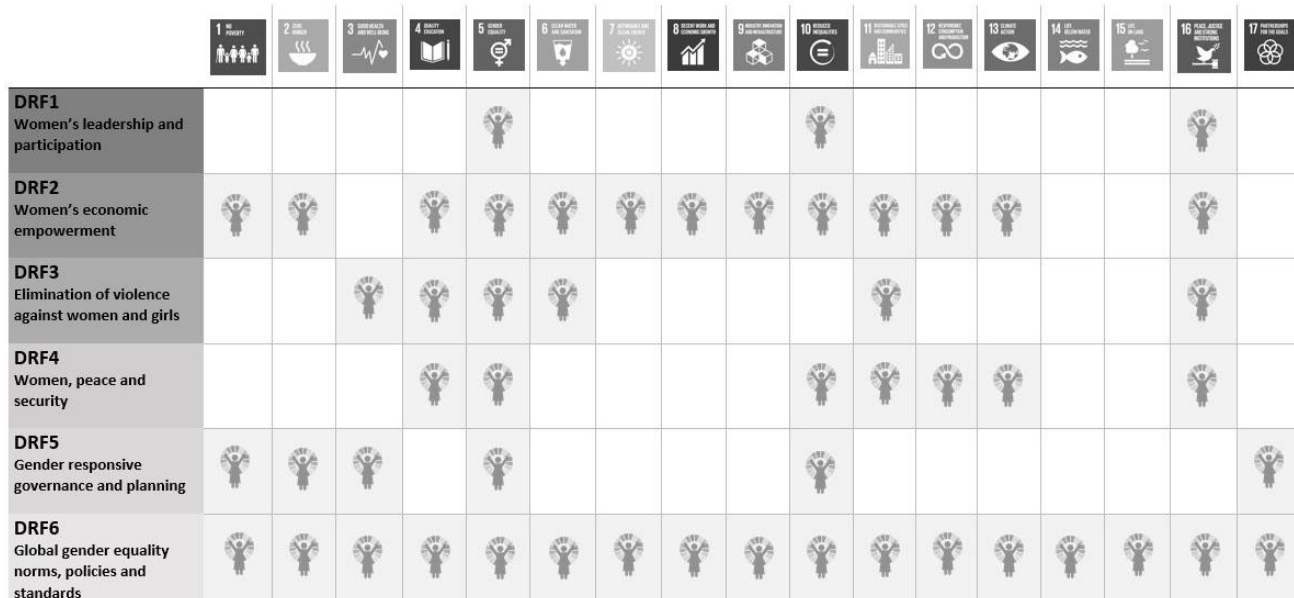 1 NO POVERTY
2 ZERO HUNGER
3 GOOD HEALTH AND WELL-BEING
4 QUALITY EDUCATION
5 GENDER EQUALITY
6 CLEAN WATER AND SANITATION
7 AFFORDABLE AND CLEAN ENERGY
8 DECENT WORK AND ECONOMIC GROWTH
9 INDUSTRY, INNOVATION AND INFRASTRUCTURE
10 REDUCED INEQUALITIES
11 SUSTAINABLE CITIES AND COMMUNITIES
12 RESPONSIBLE CONSUMPTION AND PRODUCTION
13 CLIMATE ACTION
14 LIFE BELOW WATER
15 LIFE ON LAND
16 PEACE, JUSTICE AND STRONG INSTITUTIONS
17 PARTNERSHIPS FOR THE GOALS
DRF1
Women's leadership and
participation
DRF2
Women's economic
empowerment
DRF3
Elimination of violence
against women and girls
DRF4
Women, peace and
security
DRF5
Gender responsive
governance and planning
DRF6
Global gender equality
norms, policies and
standards